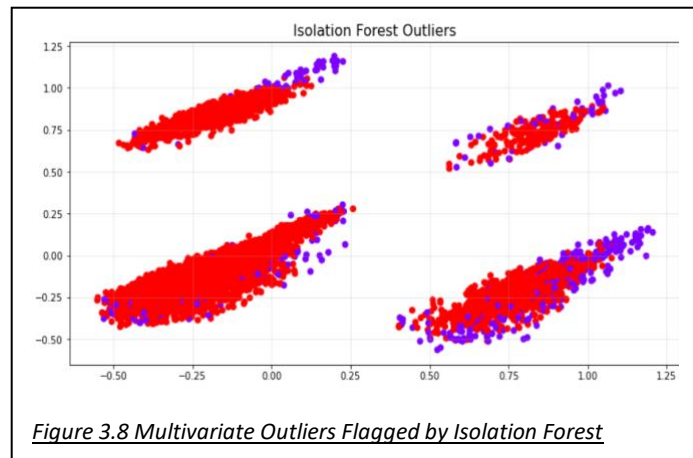 Isolation Forest Outliers
1.25
1.00
0.75
0.50
0.25
0.00
−0.25
−0.50
−0.50 −0.25 0.00 0.25 0.50 0.75 1.00 1.25
Figure 3.8 Multivariate Outliers Flagged by Isolation Forest